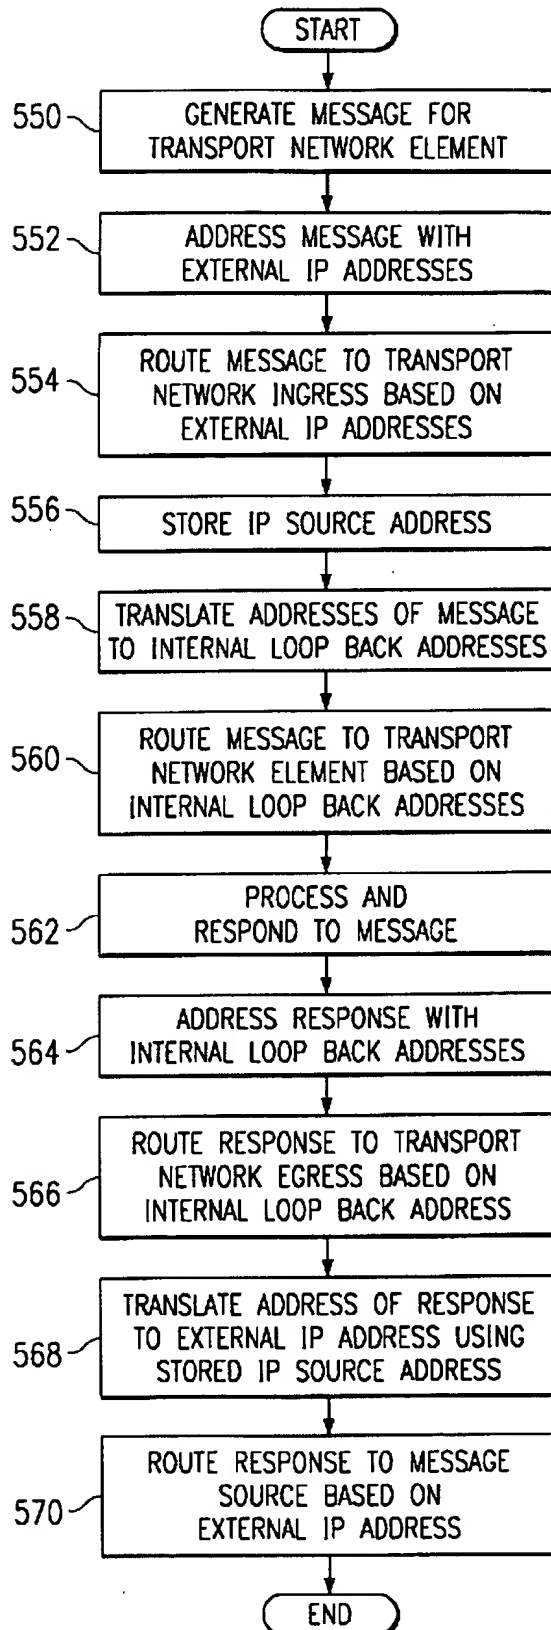 START
550
GENERATE MESSAGE FOR
TRANSPORT NETWORK ELEMENT
552
ADDRESS MESSAGE WITH
EXTERNAL IP ADDRESSES
554
ROUTE MESSAGE TO TRANSPORT
NETWORK INGRESS BASED ON
EXTERNAL IP ADDRESSES
556
STORE IP SOURCE ADDRESS
558
TRANSLATE ADDRESSES OF MESSAGE
TO INTERNAL LOOP BACK ADDRESSES
560
ROUTE MESSAGE TO TRANSPORT
NETWORK ELEMENT BASED ON
INTERNAL LOOP BACK ADDRESSES
562
PROCESS AND
RESPOND TO MESSAGE
564
ADDRESS RESPONSE WITH
INTERNAL LOOP BACK ADDRESSES
566
ROUTE RESPONSE TO TRANSPORT
NETWORK EGRESS BASED ON
INTERNAL LOOP BACK ADDRESS
568
TRANSLATE ADDRESS OF RESPONSE
TO EXTERNAL IP ADDRESS USING
STORED IP SOURCE ADDRESS
570
ROUTE RESPONSE TO MESSAGE
SOURCE BASED ON
EXTERNAL IP ADDRESS
END